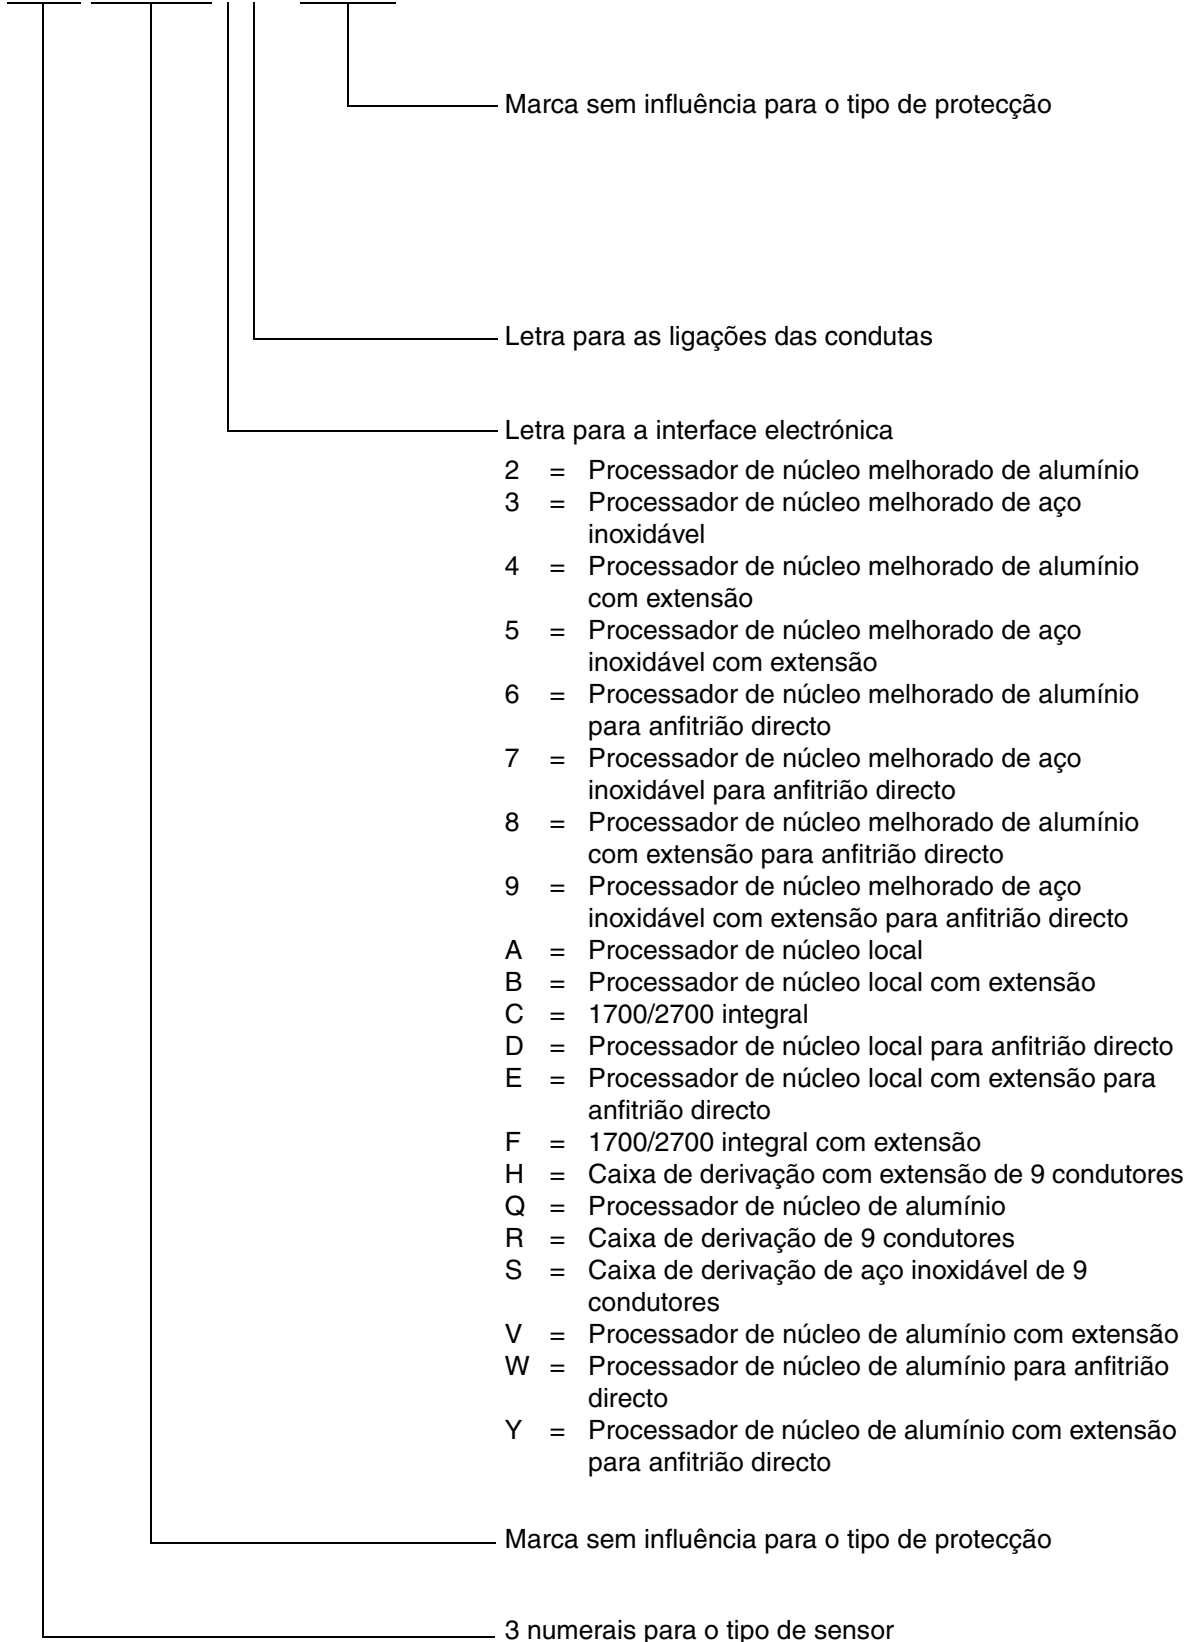 Marca sem influência para o tipo de protecção
Letra para as ligações das condutas
Letra para a interface electrónica
2 = Processador de núcleo melhorado de alumínio
3 = Processador de núcleo melhorado de aço
inoxidável
4 = Processador de núcleo melhorado de alumínio
com extensão
5 = Processador de núcleo melhorado de aço
inoxidável com extensão
6 = Processador de núcleo melhorado de alumínio
para anfitrião directo
7 = Processador de núcleo melhorado de aço
inoxidável para anfitrião directo
8 = Processador de núcleo melhorado de alumínio
com extensão para anfitrião directo
9 = Processador de núcleo melhorado de aço
inoxidável com extensão para anfitrião directo
A = Processador de núcleo local
B = Processador de núcleo local com extensão
C = 1700/2700 integral
D = Processador de núcleo local para anfitrião directo
E = Processador de núcleo local com extensão para
anfitrião directo
F = 1700/2700 integral com extensão
H = Caixa de derivação com extensão de 9 condutores
Q = Processador de núcleo de alumínio
R = Caixa de derivação de 9 condutores
S = Caixa de derivação de aço inoxidável de 9
condutores
V = Processador de núcleo de alumínio com extensão
W = Processador de núcleo de alumínio para anfitrião
directo
Y = Processador de núcleo de alumínio com extensão
para anfitrião directo
Marca sem influência para o tipo de protecção
3 numerais para o tipo de sensor